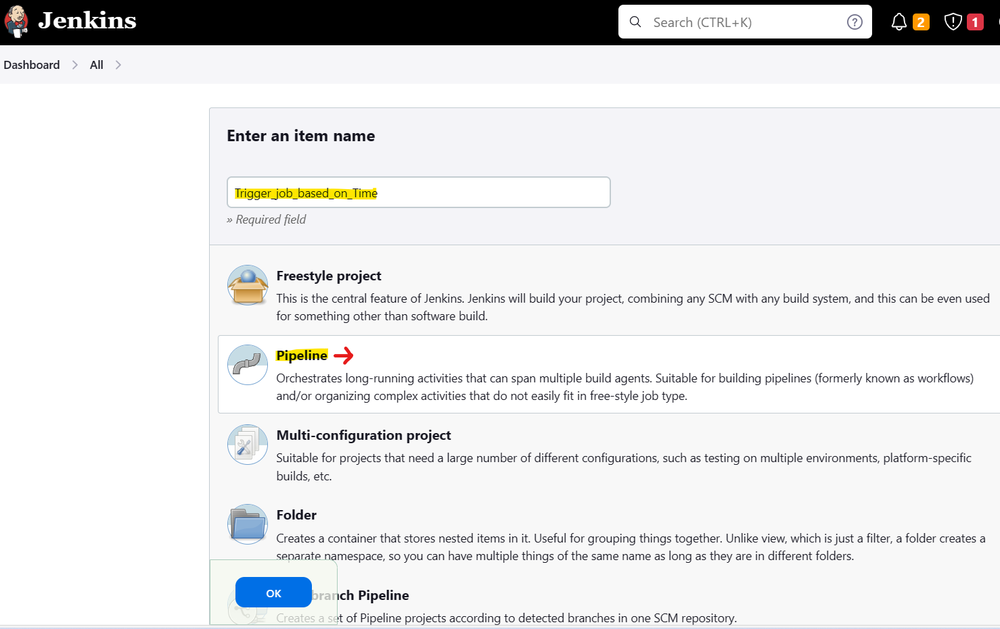 Jenkins
Search (CTRL+K)
?
2
1
Dashboard
All
Enter an item name
Trigger_job_based_on_Time
» Required field
Freestyle project
This is the central feature of Jenkins. Jenkins will build your project, combining any SCM with any build system, and this can be even used
for something other than software build.
Pipeline
Orchestrates long-running activities that can span multiple build agents. Suitable for building pipelines (formerly known as workflows)
and/or organizing complex activities that do not easily fit in free-style job type.
Multi-configuration project
Suitable for projects that need a large number of different configurations, such as testing on multiple environments, platform-specific
builds, etc.
Folder
Creates a container that stores nested items in it. Useful for grouping things together. Unlike view, which is just a filter, a folder creates a
separate namespace, so you can have multiple things of the same name as long as they are in different folders.
OK
branch Pipeline
Creates a set of Pipeline projects according to detected branches in one SCM repository.